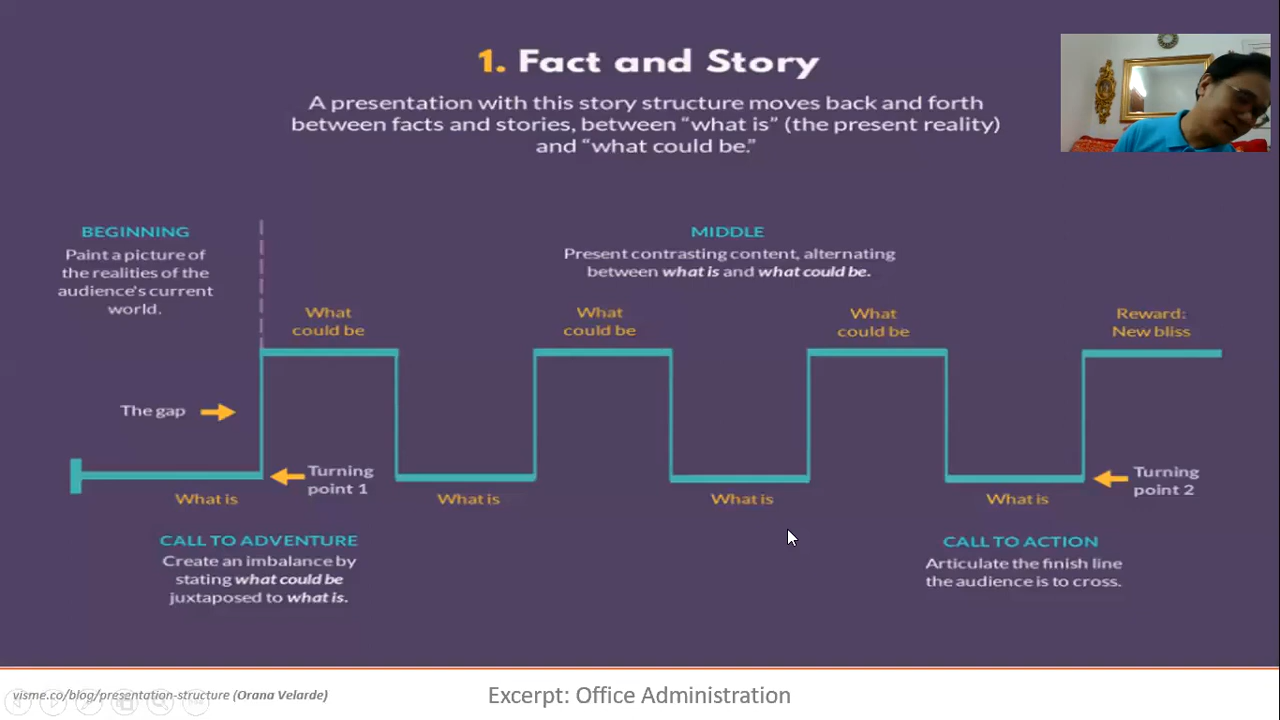 1. Fact and Story
A presentation with this story structure moves back and forth
between facts and stories, between “what is” (the present reality)
and “what could be.”
BEGINNING
Paint a picture of
the realities of the
audience's current
world.
MIDDLE
Present contrasting content, alternating
between what is and what could be.
What
could be
What
could be
What
could be
Reward:
New bliss
The gap
Turning
point 1
Turning
point 2
What is
What is
What is
What is
CALL TO ADVENTURE
Create an imbalance by
stating what could be
juxtaposed to what is.
CALL TO ACTION
Articulate the finish line
the audience is to cross.
visme.co/blog/presentation-structure (Orana Velarde)
Excerpt: Office Administration